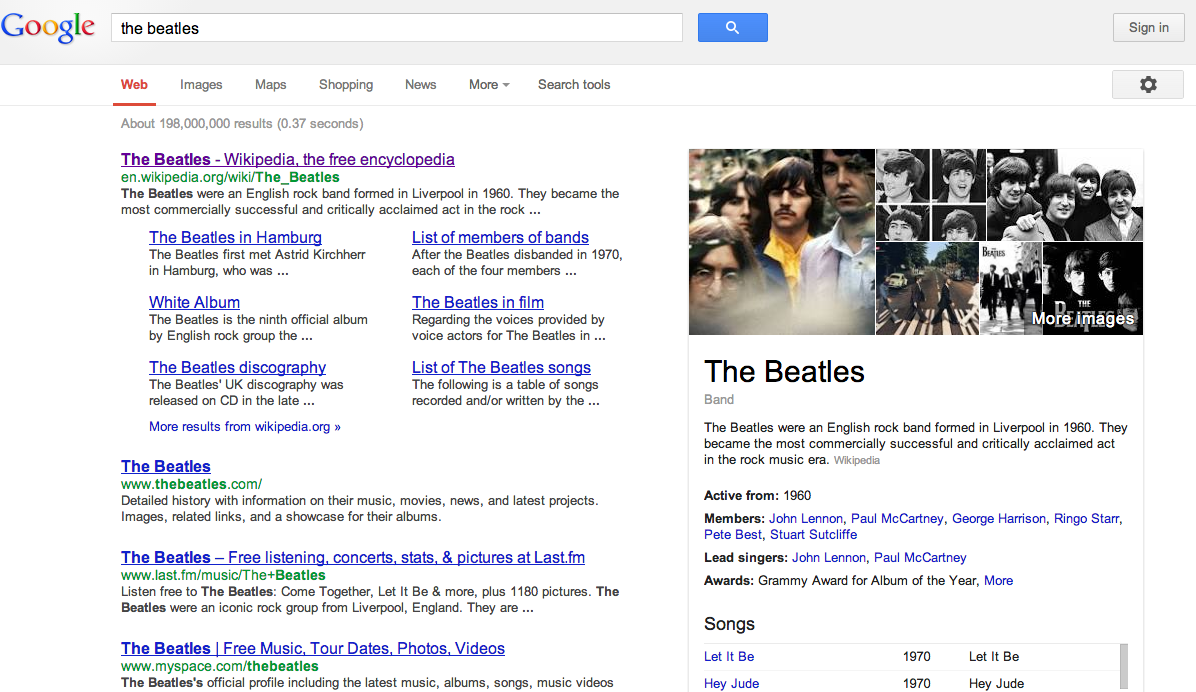 Google
the beatles
Sign in
Web Images Maps Shopping News More Search tools
About 198,000,000 results (0.37 seconds)
The Beatles - Wikipedia, the free encyclopedia
en.wikipedia.org/wiki/The_Beatles
The Beatles were an English rock band formed in Liverpool in 1960. They became the
most commercially successful and critically acclaimed act in the rock ...
The Beatles in Hamburg
The Beatles first met Astrid Kirchherr
in Hamburg, who was ...
List of members of bands
After the Beatles disbanded in 1970,
each of the four members ...
White Album
The Beatles is the ninth official album
by English rock group the ...
The Beatles in film
Regarding the voices provided by
voice actors for The Beatles in ...
The Beatles discography
The Beatles' UK discography was
released on CD in the late ...
List of The Beatles songs
The following is a table of songs
recorded and/or written by the ...
More results from wikipedia.org »
The Beatles
www.thebeatles.com/
Detailed history with information on their music, movies, news, and latest projects.
Images, related links, and a showcase for their albums.
The Beatles – Free listening, concerts, stats, & pictures at Last.fm
www.last.fm/music/The+Beatles
Listen free to The Beatles: Come Together, Let It Be & more, plus 1180 pictures. The
Beatles were an iconic rock group from Liverpool, England. They are ...
The Beatles | Free Music, Tour Dates, Photos, Videos
www.myspace.com/thebeatles
The Beatles's official profile including the latest music, albums, songs, music videos
BEATLES
THE
BEATLES
More images
The Beatles
Band
The Beatles were an English rock band formed in Liverpool in 1960. They
became the most commercially successful and critically acclaimed act
in the rock music era. Wikipedia
Active from: 1960
Members: John Lennon, Paul McCartney, George Harrison, Ringo Starr,
Pete Best, Stuart Sutcliffe
Lead singers: John Lennon, Paul McCartney
Awards: Grammy Award for Album of the Year, More
Songs
Let It Be 1970 Let It Be
Hey Jude 1970 Hey Jude